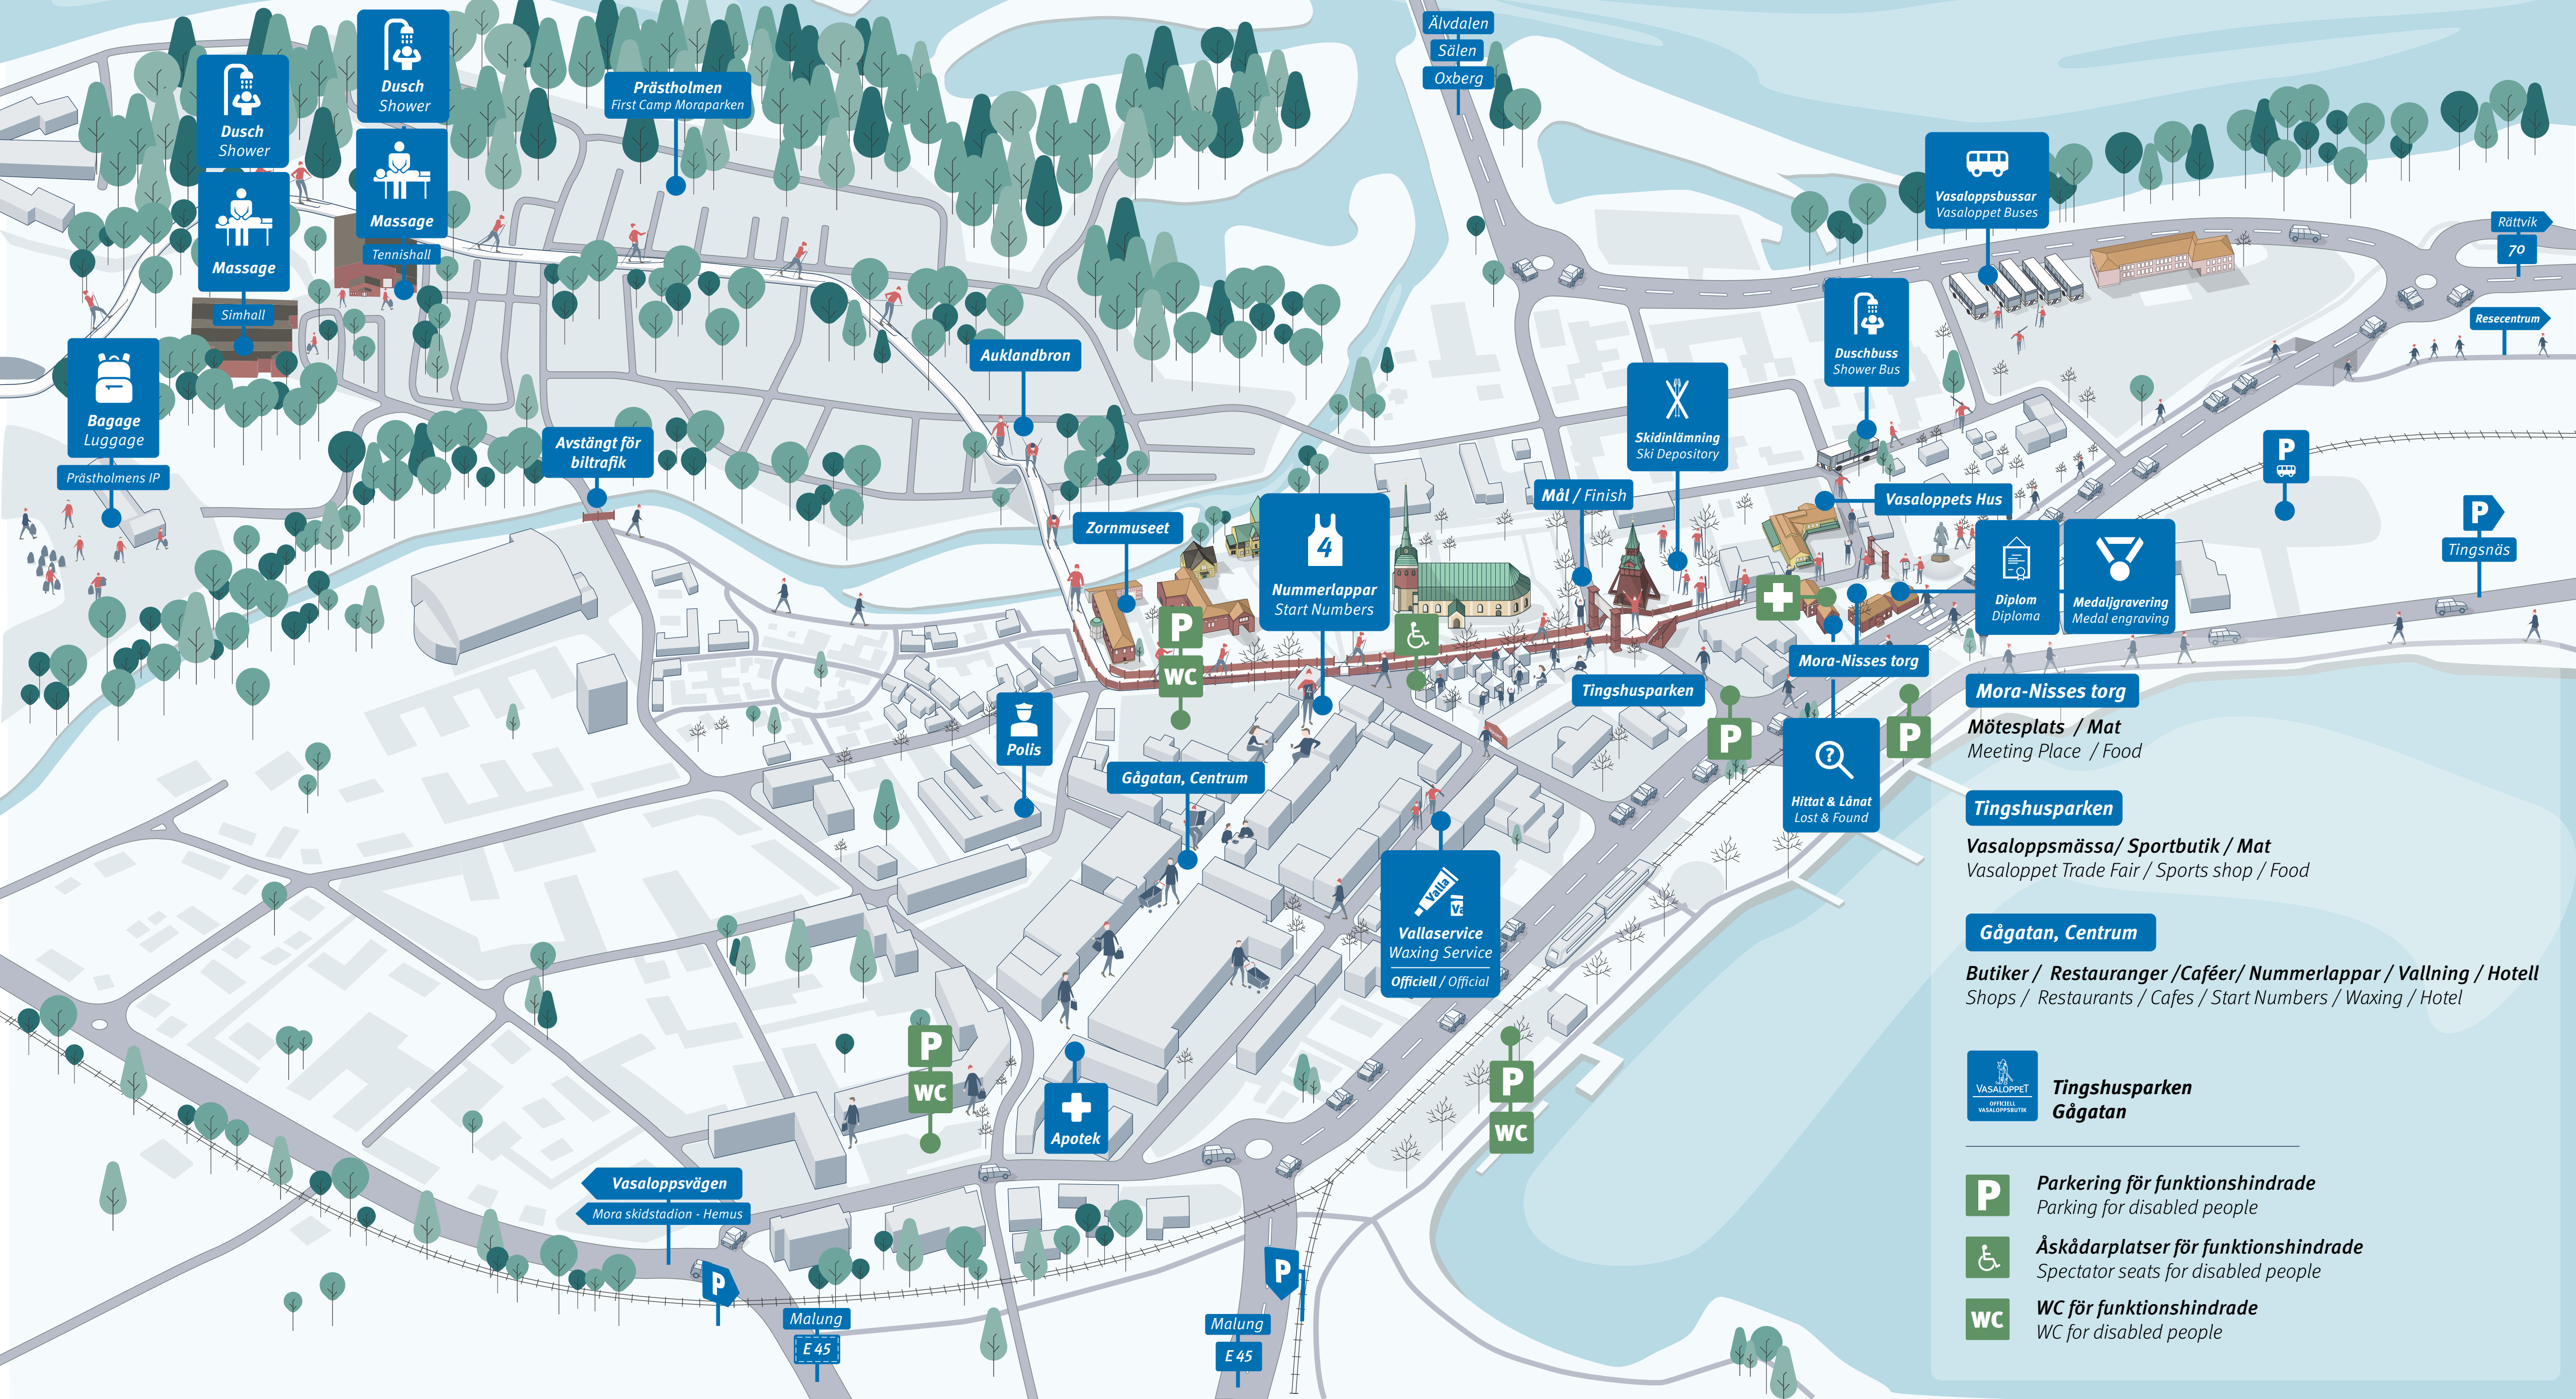 Dusch
Shower
Massage
Simhall
Dusch
Shower
Massage
Tennishall
Prästholmen
First Camp Moraparken
Älvdalen
Sälen
Oxberg
Vasaloppsbussar
Vasaloppet Buses
Rättvik
70
Resecentrum
Bagage
Luggage
Prästholmens IP
Avstängt för
biltrafik
Auklandbron
Zornmuseet
4
Nummerlappar
Start Numbers
Mål / Finish
Skidinlämning
Ski Depository
Duschbuss
Shower Bus
Vasaloppets Hus
P
P
Tingsnäs
Diplom
Diploma
Medaljgravering
Medal engraving
P
WC
Mora-Nisses torg
Tingshusparken
P
P
Hittat & Lånat
Lost & Found
Polis
Gågatan, Centrum
Valla
Va
Vallaservice
Waxing Service
Officiell / Official
P
WC
Apotek
P
WC
Vasaloppsvägen
Mora skidstadion - Hemus
P
Malung
E 45
P
Malung
E 45
Mora-Nisses torg
Mötesplats / Mat
Meeting Place / Food
Tingshusparken
Vasaloppsmässa/ Sportbutik / Mat
Vasaloppet Trade Fair / Sports shop / Food
Gågatan, Centrum
Butiker / Restauranger /Caféer/ Nummerlappar / Vallning / Hotell
Shops / Restaurants / Cafes / Start Numbers / Waxing / Hotel
VASALOPPET
OFFICIELL
VASALOPPSBUTIK
Tingshusparken
Gågatan
P
Parkering för funktionshindrade
Parking for disabled people
Åskådarplatser för funktionshindrade
Spectator seats for disabled people
WC
WC för funktionshindrade
WC for disabled people